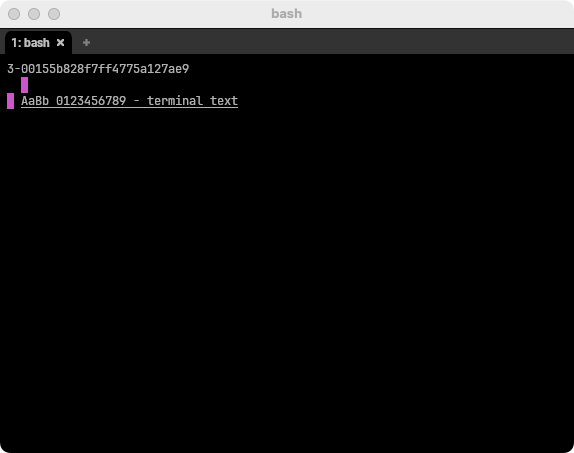 bash
1: bash × +
3-00155b828f7ff4775a127ae9
AaBb 0123456789 - terminal text